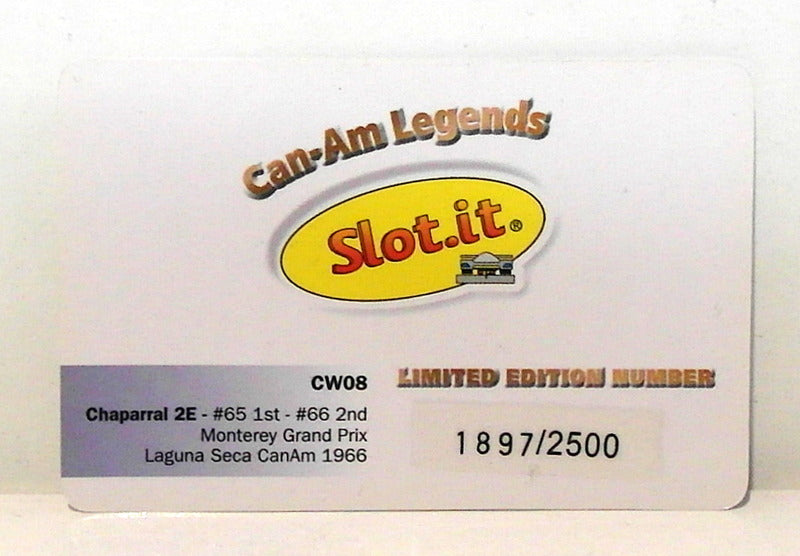 Can-Am Legends
Slot.it®
CW08
Chaparral 2E - #65 1st - #66 2nd
Monterey Grand Prix
Laguna Seca CanAm 1966
LIMITED EDITION NUMBER
1897/2500